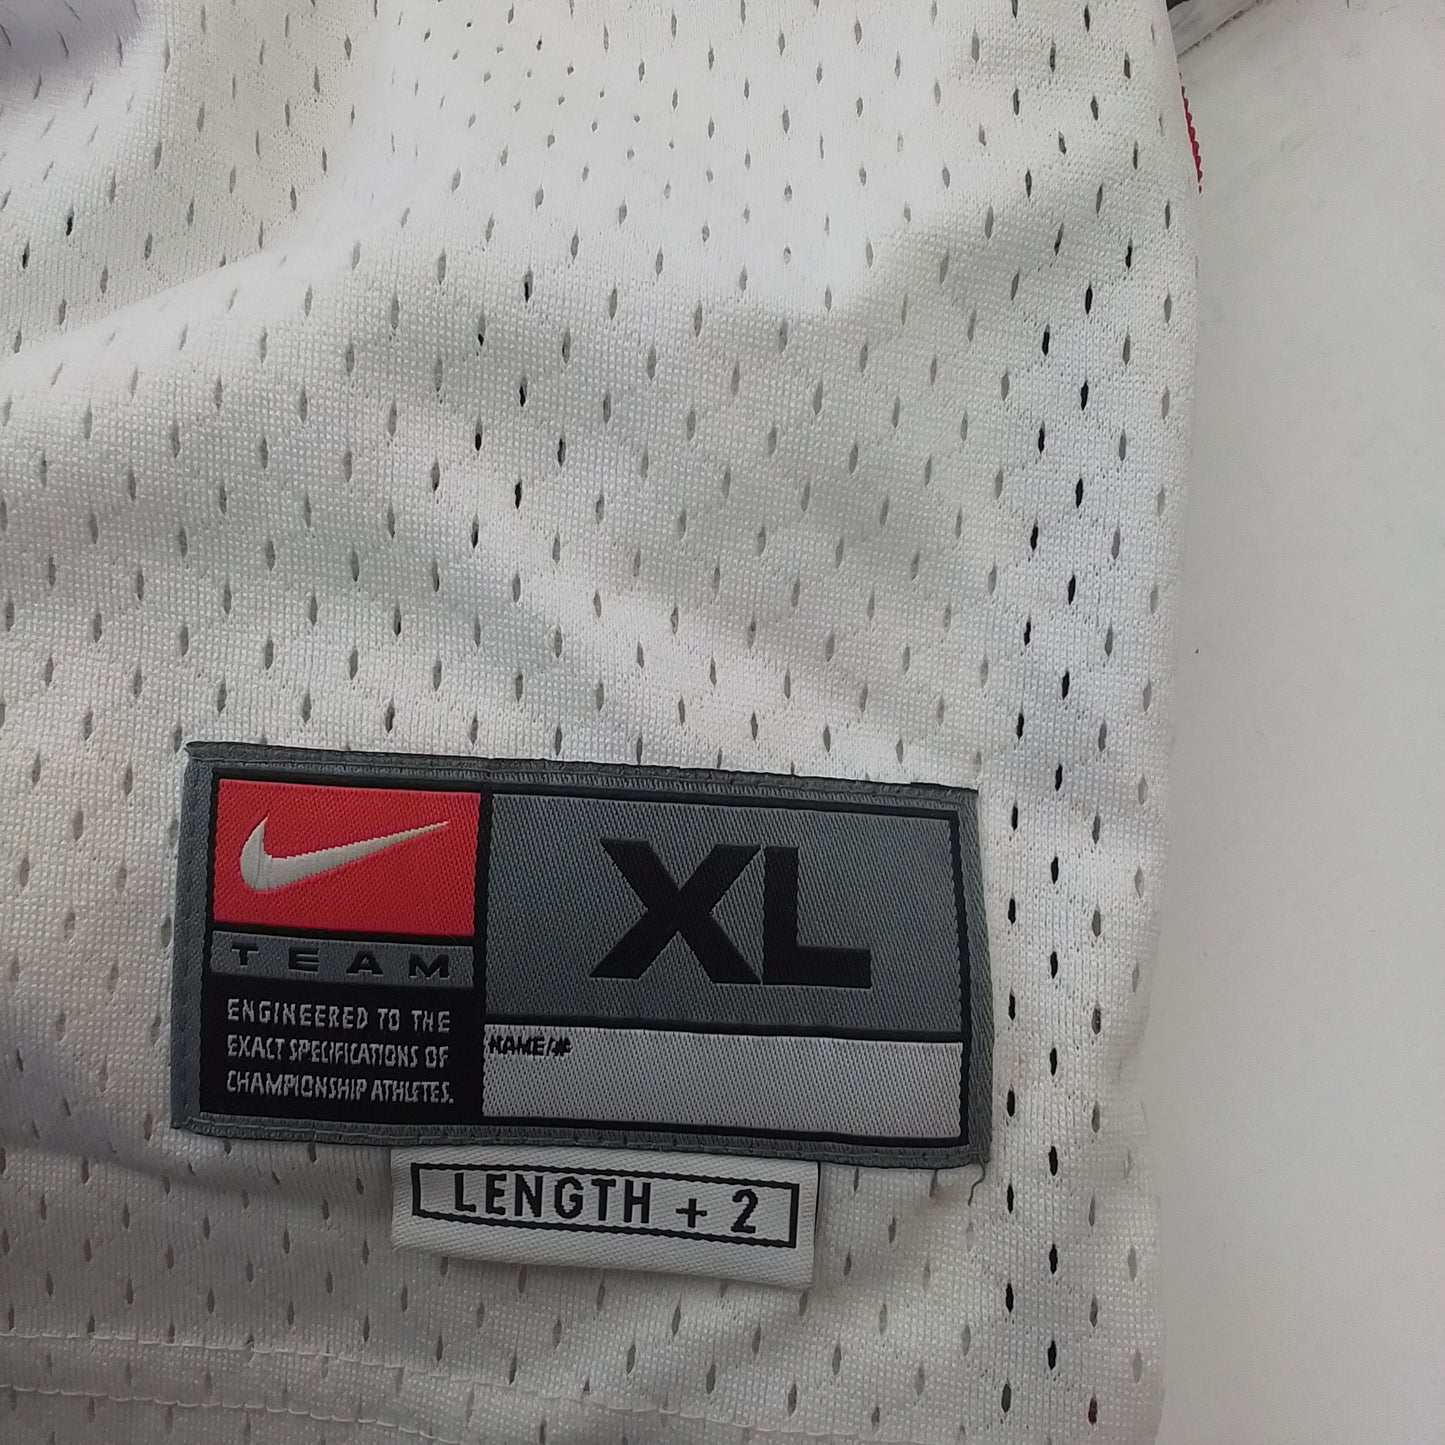 TEAM
ENGINEERED TO THE
EXACT SPECIFICATIONS OF
CHAMPIONSHIP ATHLETES.
XL
NAME/#
LENGTH + 2